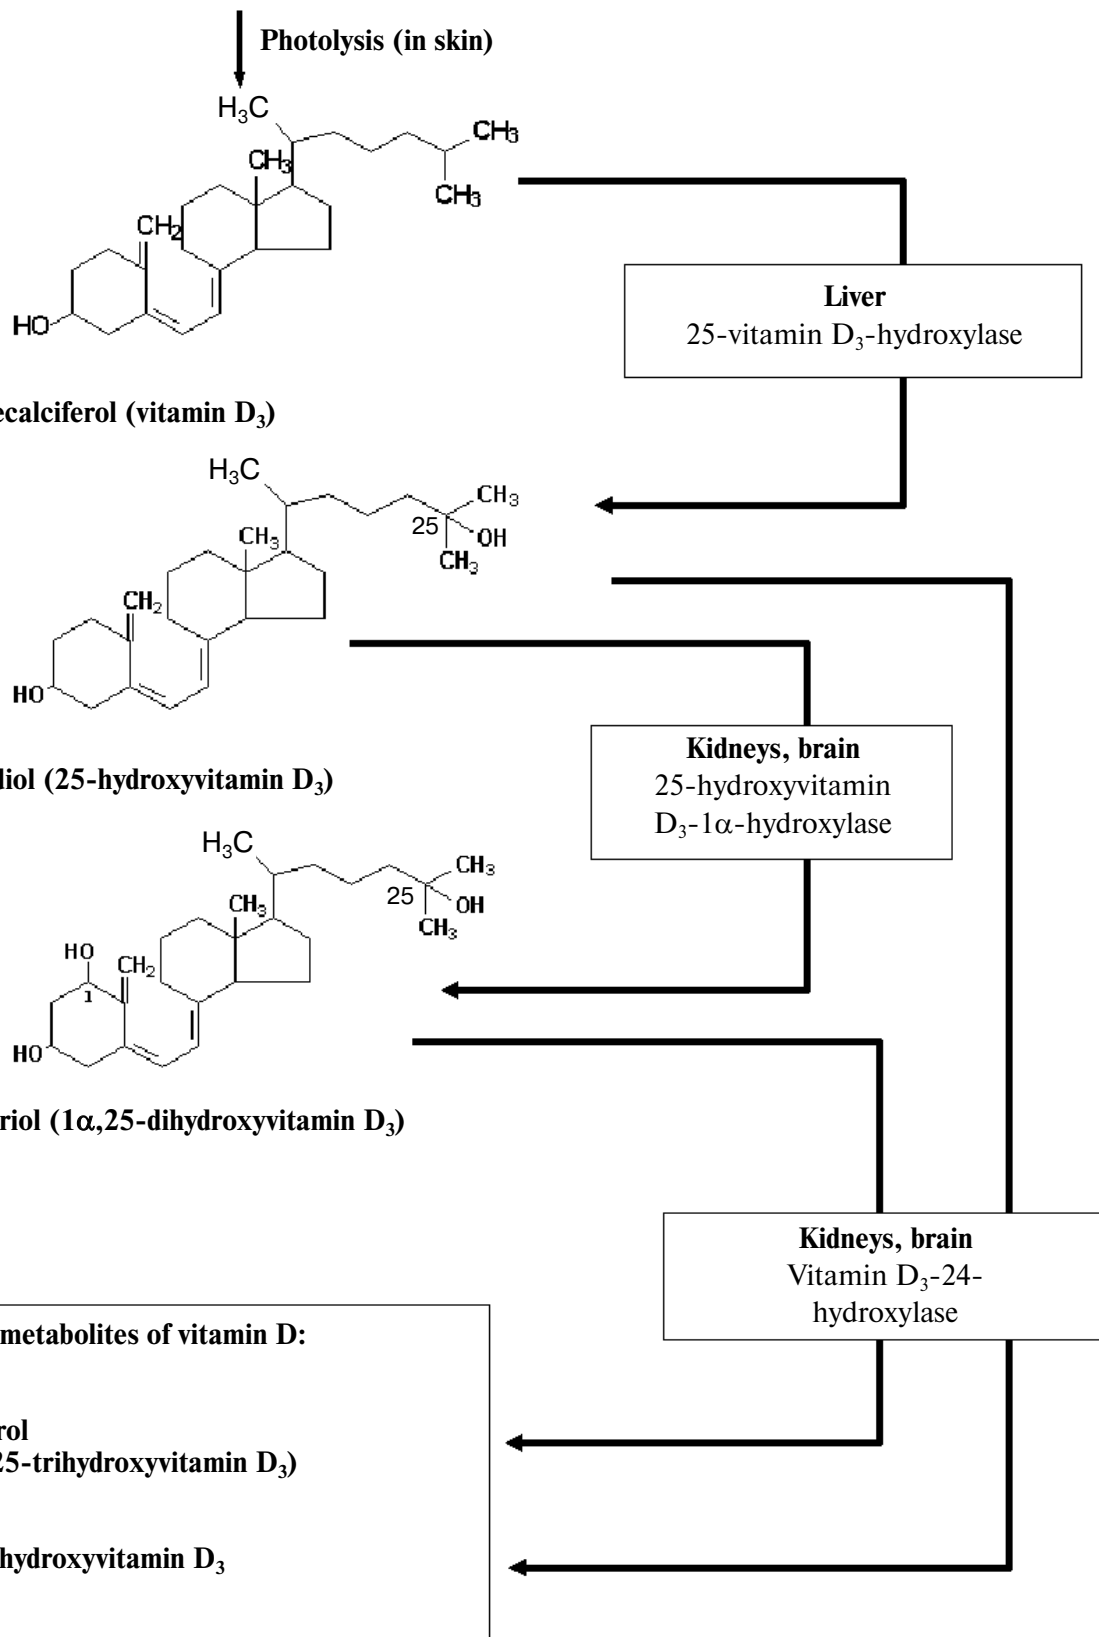 Photolysis (in skin)
H₃C
CH₃
CH₃
CH₃
CH₂
HO
Liver
25-vitamin D₃-hydroxylase
ecalciferol (vitamin D₃)
H₃C
CH₃
25
OH
CH₃
CH₃
CH₂
HO
Kidneys, brain
25-hydroxyvitamin
D₃-1α-hydroxylase
diol (25-hydroxyvitamin D₃)
H₃C
CH₃
25
OH
CH₃
CH₃
HO
CH₂
1
HO
riol (1α,25-dihydroxyvitamin D₃)
Kidneys, brain
Vitamin D₃-24-
hydroxylase
metabolites of vitamin D:
rol
25-trihydroxyvitamin D₃)
hydroxyvitamin D₃